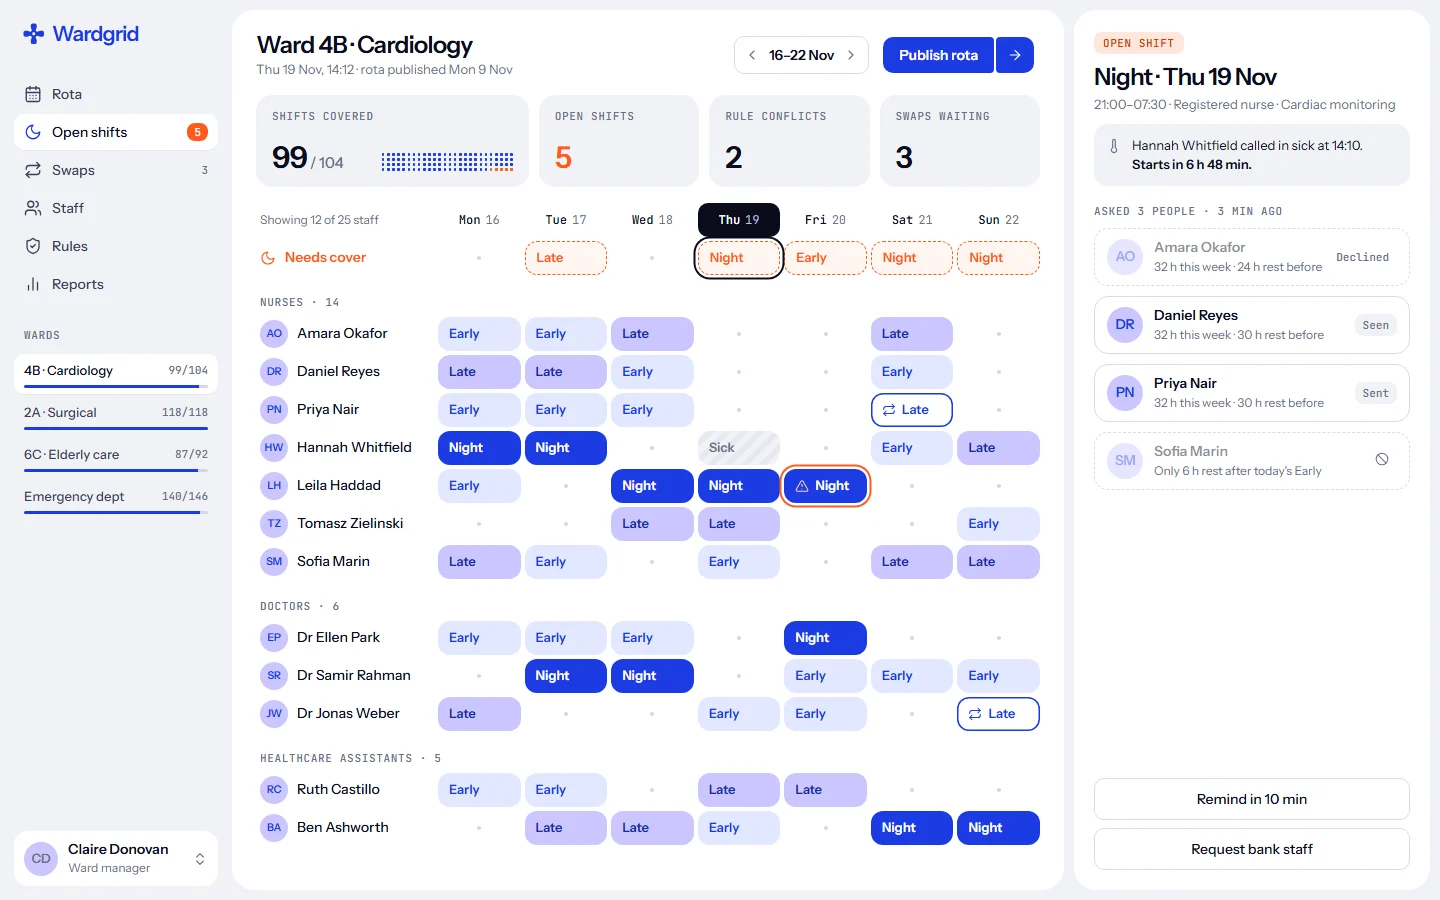 Wardgrid
Rota
Open shifts 5
Swaps 3
Staff
Rules
Reports
WARDS
4B · Cardiology 99/104
2A · Surgical 118/118
6C · Elderly care 87/92
Emergency dept 140/146
CD Claire Donovan
Ward manager
Ward 4B · Cardiology
Thu 19 Nov, 14:12 · rota published Mon 9 Nov
16–22 Nov
Publish rota
SHIFTS COVERED
99 / 104
OPEN SHIFTS
5
RULE CONFLICTS
2
SWAPS WAITING
3
Showing 12 of 25 staff Mon 16 Tue 17 Wed 18 Thu 19 Fri 20 Sat 21 Sun 22
Needs cover Late Night Early Night Night
NURSES · 14
AO Amara Okafor Early Early Late Late
DR Daniel Reyes Late Late Early Early
PN Priya Nair Early Early Early Late
HW Hannah Whitfield Night Night Sick Early Late
LH Leila Haddad Early Night Night Night
TZ Tomasz Zielinski Late Late Early
SM Sofia Marin Late Early Early Late Late
DOCTORS · 6
EP Dr Ellen Park Early Early Early Night
SR Dr Samir Rahman Night Night Early Early Early
JW Dr Jonas Weber Late Early Early Late
HEALTHCARE ASSISTANTS · 5
RC Ruth Castillo Early Early Late Late
BA Ben Ashworth Late Late Early Night Night
OPEN SHIFT
Night · Thu 19 Nov
21:00–07:30 · Registered nurse · Cardiac monitoring
Hannah Whitfield called in sick at 14:10.
Starts in 6 h 48 min.
ASKED 3 PEOPLE · 3 MIN AGO
AO Amara Okafor
32 h this week · 24 h rest before Declined
DR Daniel Reyes
32 h this week · 30 h rest before Seen
PN Priya Nair
32 h this week · 30 h rest before Sent
SM Sofia Marin
Only 6 h rest after today's Early
Remind in 10 min
Request bank staff